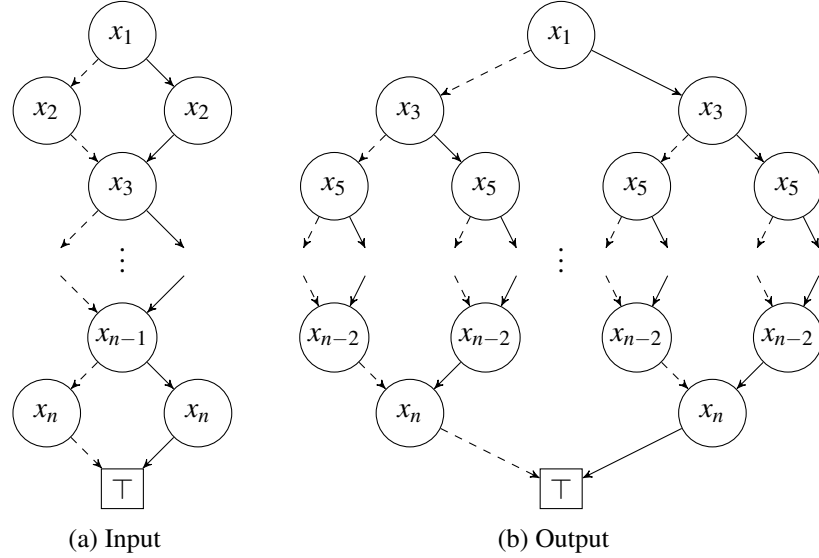 x₁
x₂ x₂
x₃
⋮
xₙ₋₁
xₙ xₙ
⊤
(a) Input
x₁
x₃ x₃
x₅ x₅ x₅ x₅
⋮
xₙ₋₂ xₙ₋₂ xₙ₋₂ xₙ₋₂
xₙ xₙ
⊤
(b) Output